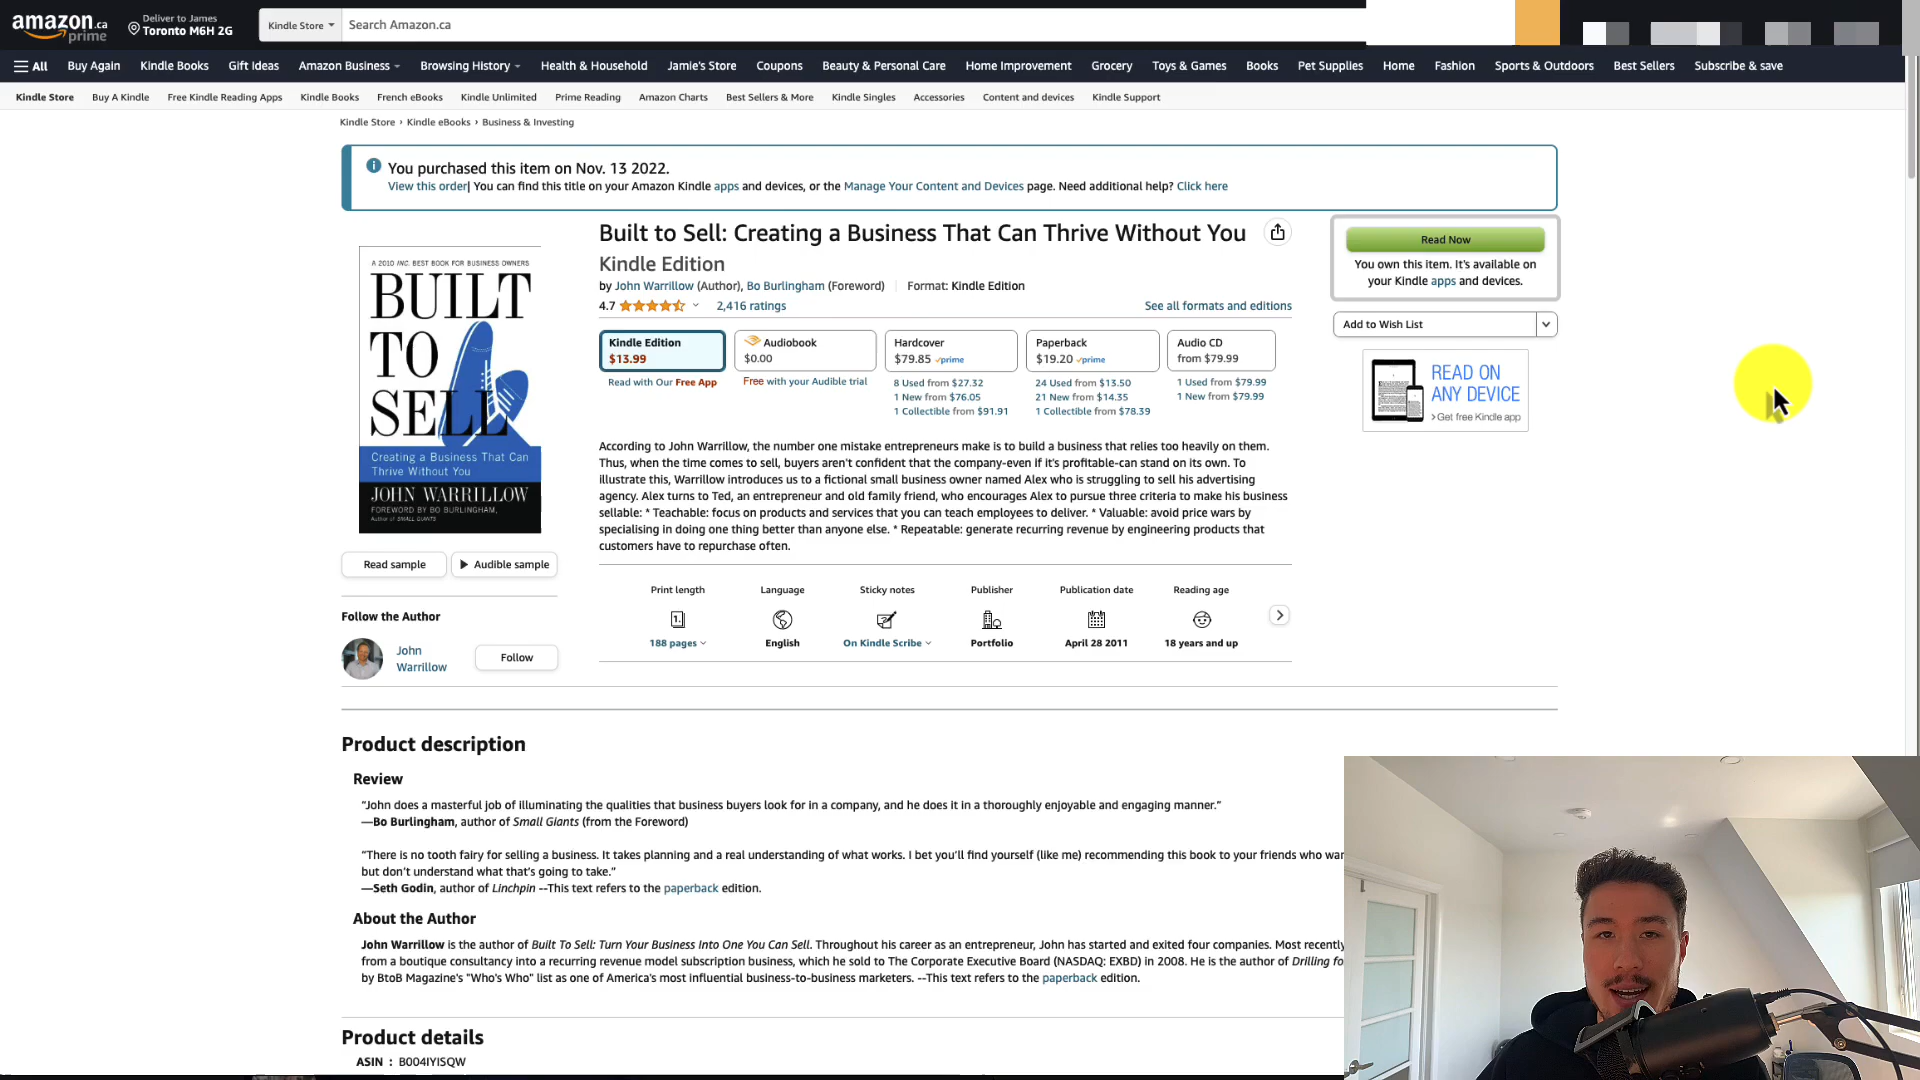 amazon.ca
prime
Deliver to James
Toronto M6H 2G
Kindle Store
Search Amazon.ca
All Buy Again Kindle Books Gift Ideas Amazon Business Browsing History Health & Household Jamie's Store Coupons Beauty & Personal Care Home Improvement Grocery Toys & Games Books Pet Supplies Home Fashion Sports & Outdoors Best Sellers Subscribe & save
Kindle Store Buy A Kindle Free Kindle Reading Apps Kindle Books French eBooks Kindle Unlimited Prime Reading Amazon Charts Best Sellers & More Kindle Singles Accessories Content and devices Kindle Support
Kindle Store › Kindle eBooks › Business & Investing
You purchased this item on Nov. 13 2022.
View this order| You can find this title on your Amazon Kindle apps and devices, or the Manage Your Content and Devices page. Need additional help? Click here
A 2010 INC. BEST BOOK FOR BUSINESS OWNERS
BUILT
TO
SELL
Creating a Business That Can
Thrive Without You
JOHN WARRILLOW
FOREWORD BY BO BURLINGHAM,
Author of SMALL GIANTS
Read sample
Audible sample
Follow the Author
John
Warrillow
Follow
Built to Sell: Creating a Business That Can Thrive Without You
Kindle Edition
by John Warrillow (Author), Bo Burlingham (Foreword) Format: Kindle Edition
4.7 2,416 ratings
See all formats and editions
Kindle Edition
$13.99
Read with Our Free App
Audiobook
$0.00
Free with your Audible trial
Hardcover
$79.85 prime
8 Used from $27.32
1 New from $76.05
1 Collectible from $91.91
Paperback
$19.20 prime
24 Used from $13.50
21 New from $14.35
1 Collectible from $78.39
Audio CD
from $79.99
1 Used from $79.99
1 New from $79.99
According to John Warrillow, the number one mistake entrepreneurs make is to build a business that relies too heavily on them.
Thus, when the time comes to sell, buyers aren't confident that the company-even if it's profitable-can stand on its own. To
illustrate this, Warrillow introduces us to a fictional small business owner named Alex who is struggling to sell his advertising
agency. Alex turns to Ted, an entrepreneur and old family friend, who encourages Alex to pursue three criteria to make his business
sellable: * Teachable: focus on products and services that you can teach employees to deliver. * Valuable: avoid price wars by
specialising in doing one thing better than anyone else. * Repeatable: generate recurring revenue by engineering products that
customers have to repurchase often.
Print length
188 pages
Language
English
Sticky notes
On Kindle Scribe
Publisher
Portfolio
Publication date
April 28 2011
Reading age
18 years and up
Read Now
You own this item. It's available on
your Kindle apps and devices.
Add to Wish List
READ ON
ANY DEVICE
› Get free Kindle app
Product description
Review
“John does a masterful job of illuminating the qualities that business buyers look for in a company, and he does it in a thoroughly enjoyable and engaging manner.”
—Bo Burlingham, author of Small Giants (from the Foreword)
“There is no tooth fairy for selling a business. It takes planning and a real understanding of what works. I bet you’ll find yourself (like me) recommending this book to your friends who
but don’t understand what that’s going to take.”
—Seth Godin, author of Linchpin --This text refers to the paperback edition.
About the Author
John Warrillow is the author of Built To Sell: Turn Your Business Into One You Can Sell. Throughout his career as an entrepreneur, John has started and exited four companies. Most recently
from a boutique consultancy into a recurring revenue model subscription business, which he sold to The Corporate Executive Board (NASDAQ: EXBD) in 2008. He is the author of Drilling
by BtoB Magazine's "Who's Who" list as one of America's most influential business-to-business marketers. --This text refers to the paperback edition.
Product details
ASIN : B004IYISQW